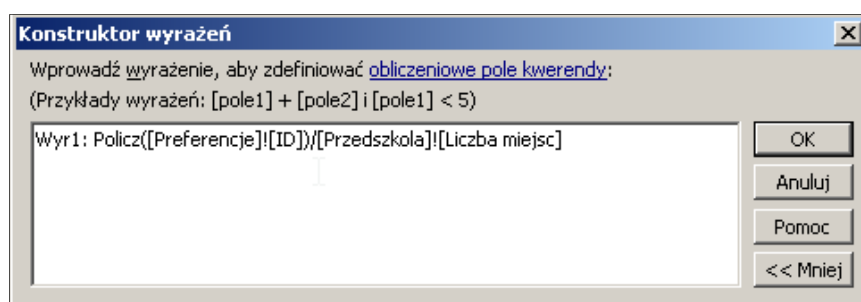 Konstruktor wyrażeń
Wprowadź wyrażenie, aby zdefiniować obliczeniowe pole kwerendy:
(Przykłady wyrażeń: [pole1] + [pole2] i [pole1] < 5)
Wyr1: Policz([Preferencje]![ID])/[Przedszkola]![Liczba miejsc]
OK
Anuluj
Pomoc
<< Mniej